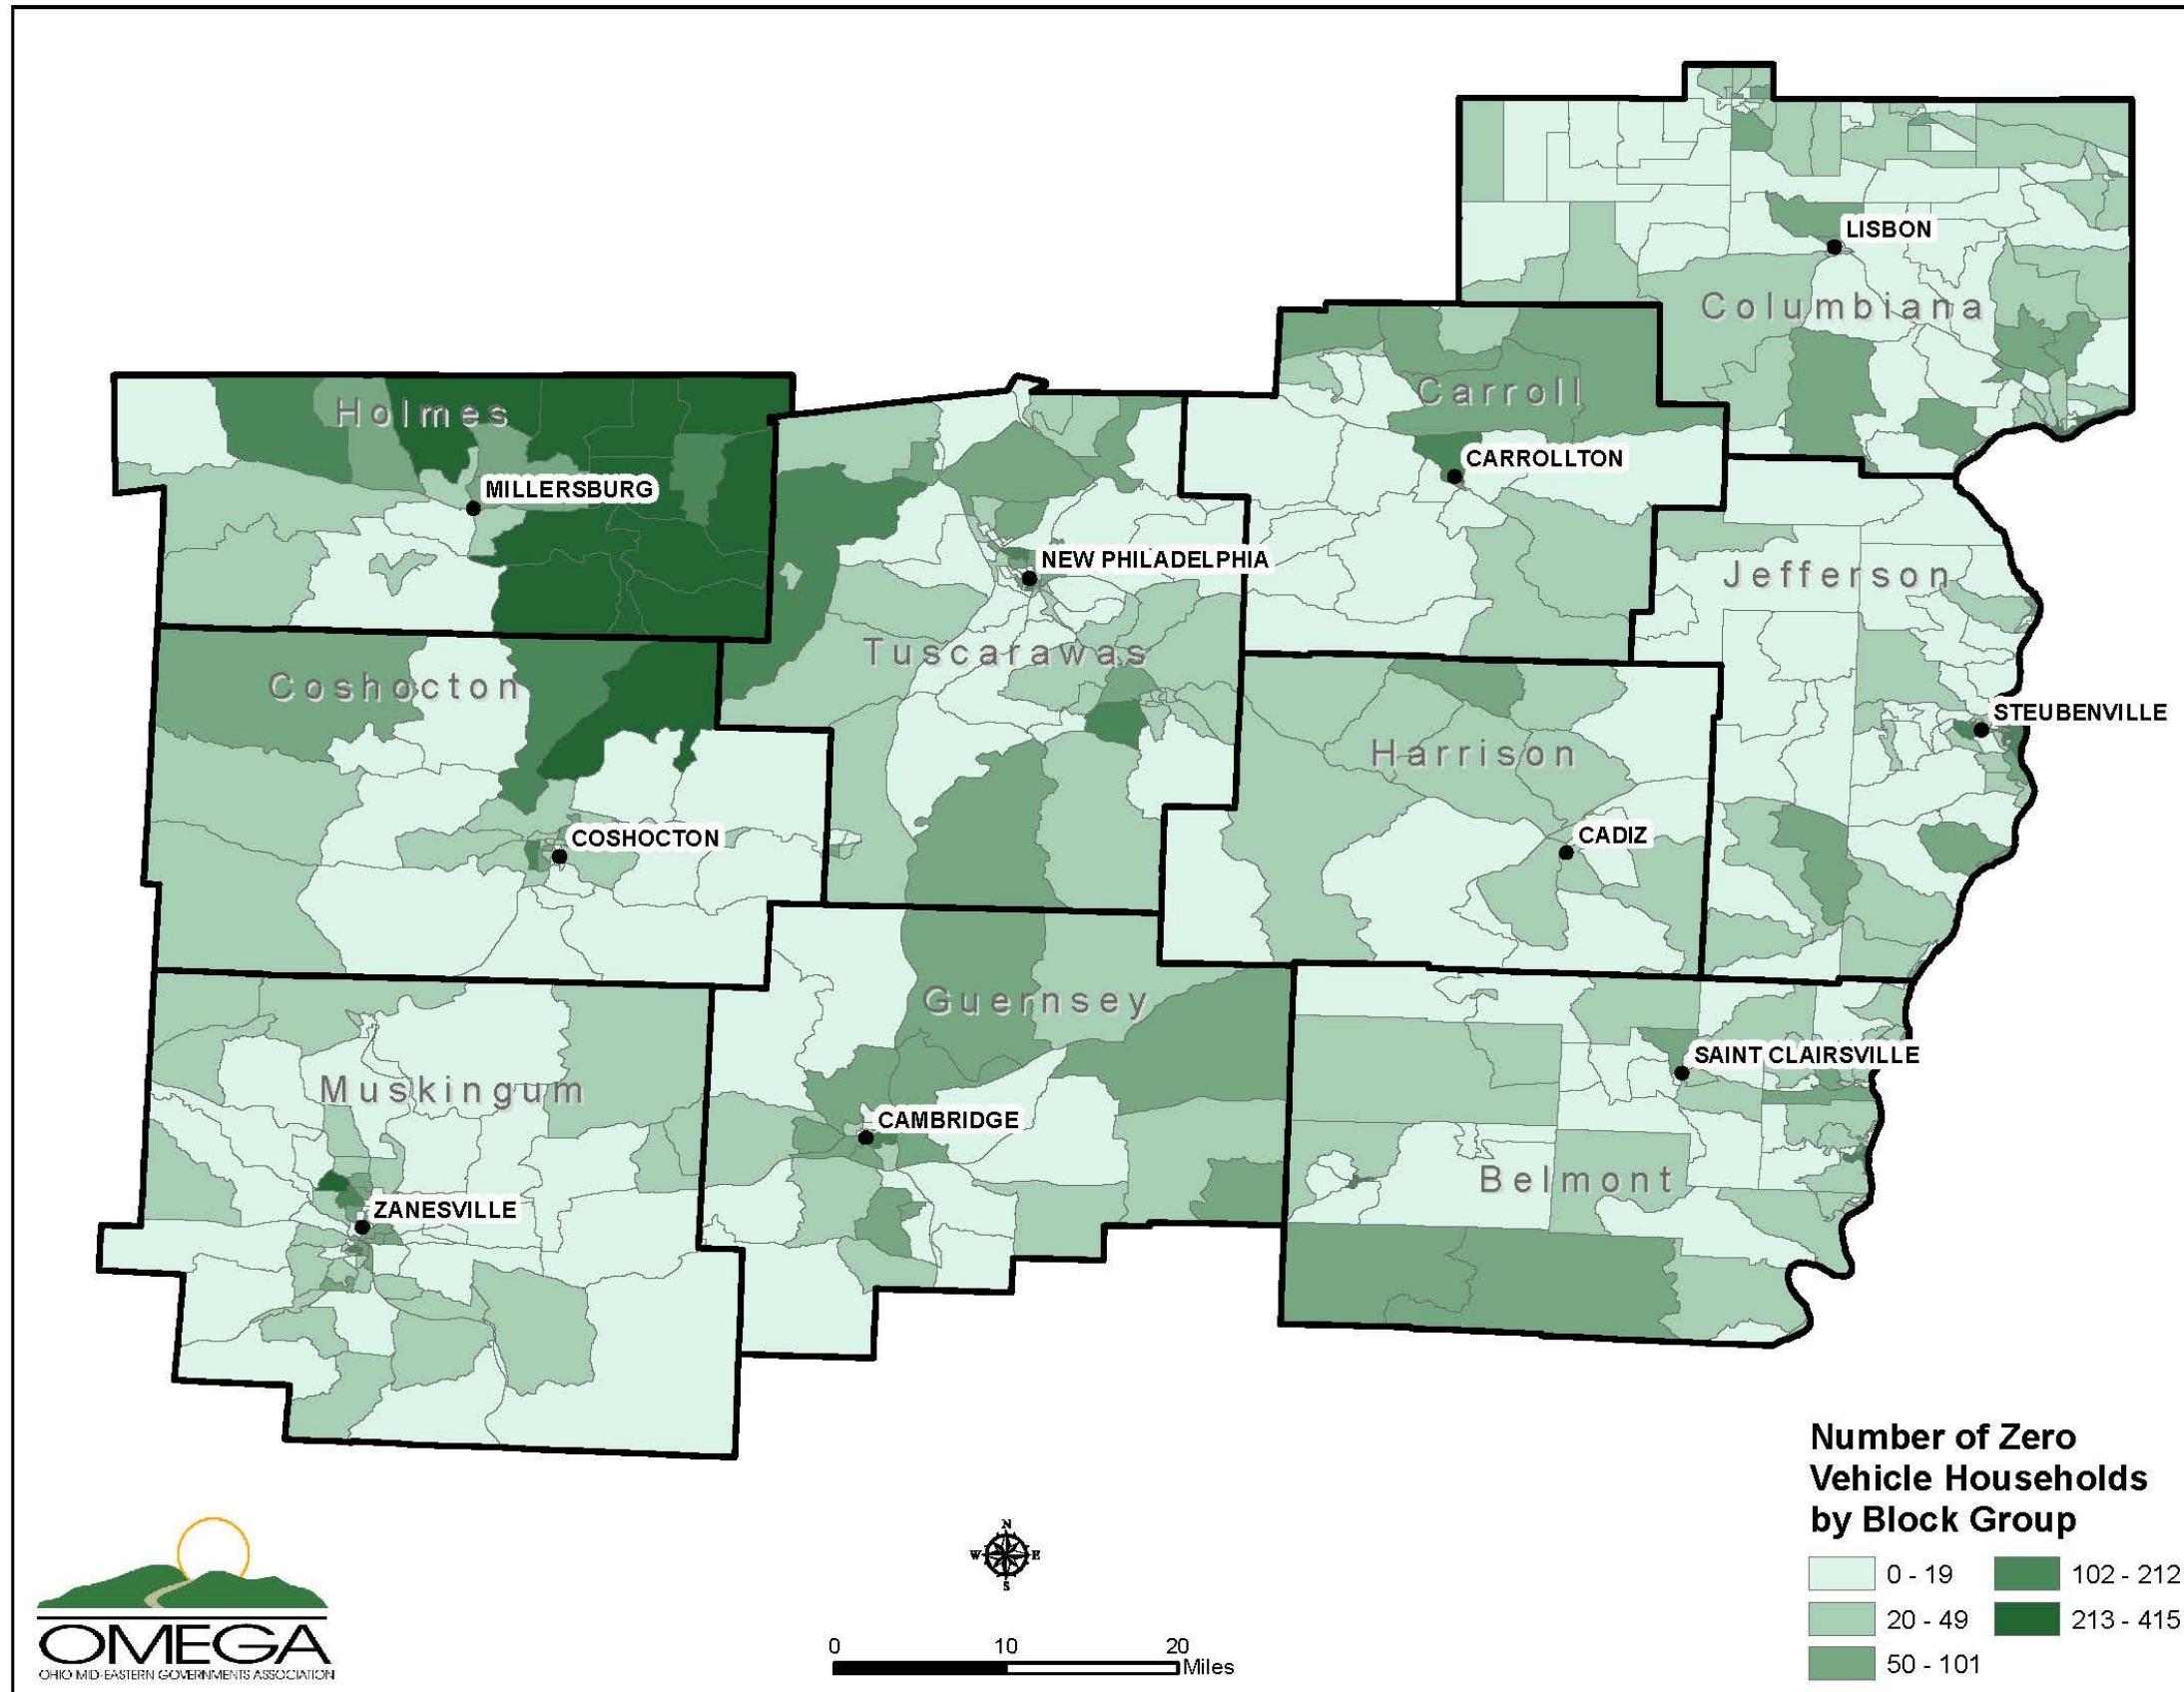 LISBON
Columbiana
Holmes
Carroll
CARROLLTON
MILLERSBURG
NEW PHILADELPHIA
Jefferson
Tuscarawas
Coshocton
STEUBENVILLE
Harrison
COSHOCTON
CADIZ
Guernsey
SAINT CLAIRSVILLE
Muskingum
CAMBRIDGE
Belmont
ZANESVILLE
Number of Zero
Vehicle Households
by Block Group
0 - 19
102 - 212
20 - 49
213 - 415
50 - 101
N
W
E
S
0 10 20
Miles
OMEGA
OHIO MID-EASTERN GOVERNMENTS ASSOCIATION